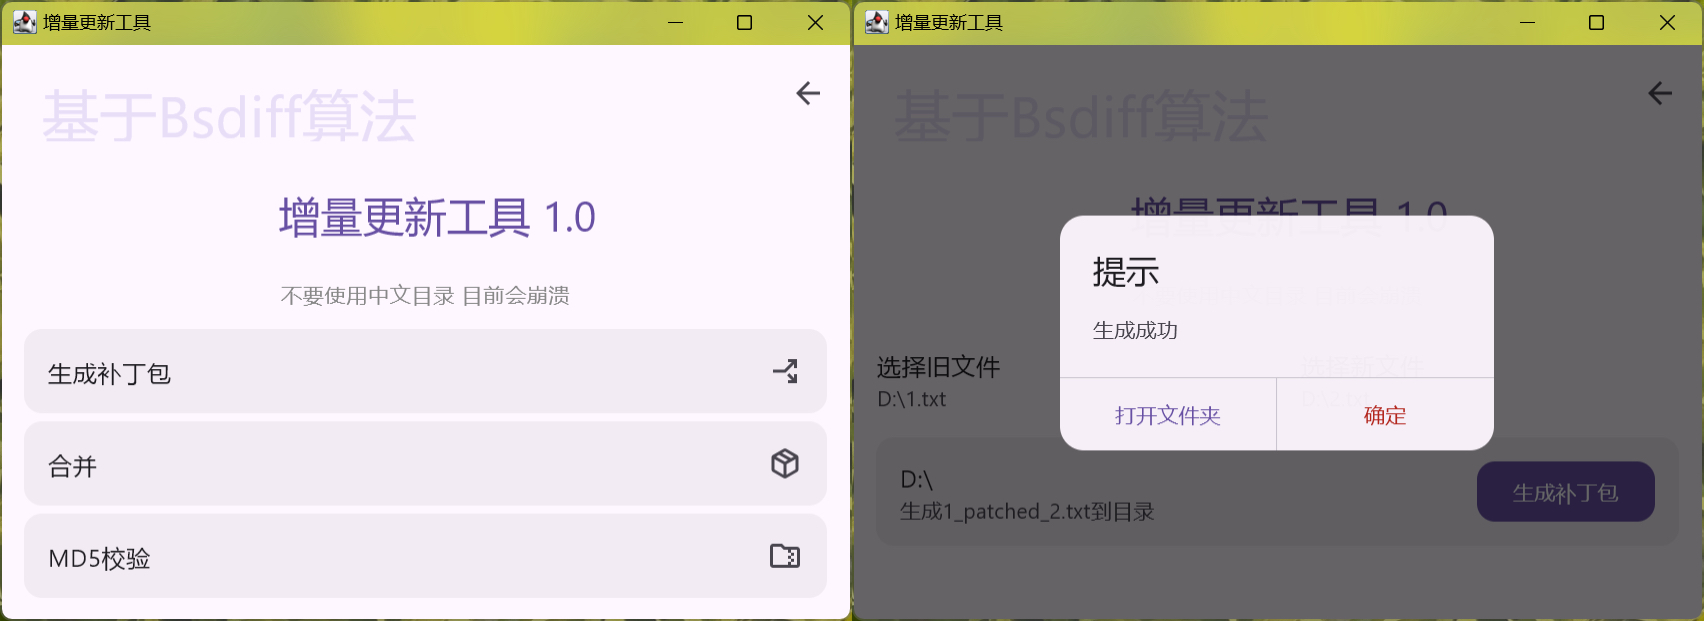 增量更新工具
基于Bsdiff算法
增量更新工具 1.0
不要使用中文目录 目前会崩溃
生成补丁包
合并
MD5校验
增量更新工具
基于Bsdiff算法
增量更新工具 1.0
提示
生成成功
打开文件夹
确定
选择旧文件
D:\1.txt
选择新文件
D:\2.txt
D:\
生成1_patched_2.txt到目录
生成补丁包